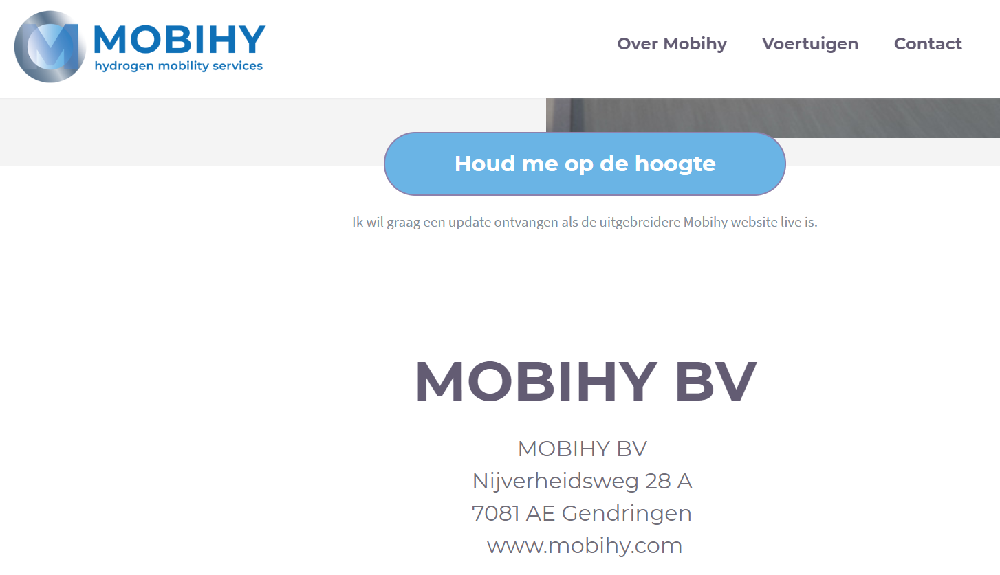 MOBIHY
hydrogen mobility services
Over Mobihy Voertuigen Contact
Houd me op de hoogte
Ik wil graag een update ontvangen als de uitgebreidere Mobihy website live is.
MOBIHY BV
MOBIHY BV
Nijverheidsweg 28 A
7081 AE Gendringen
www.mobihy.com